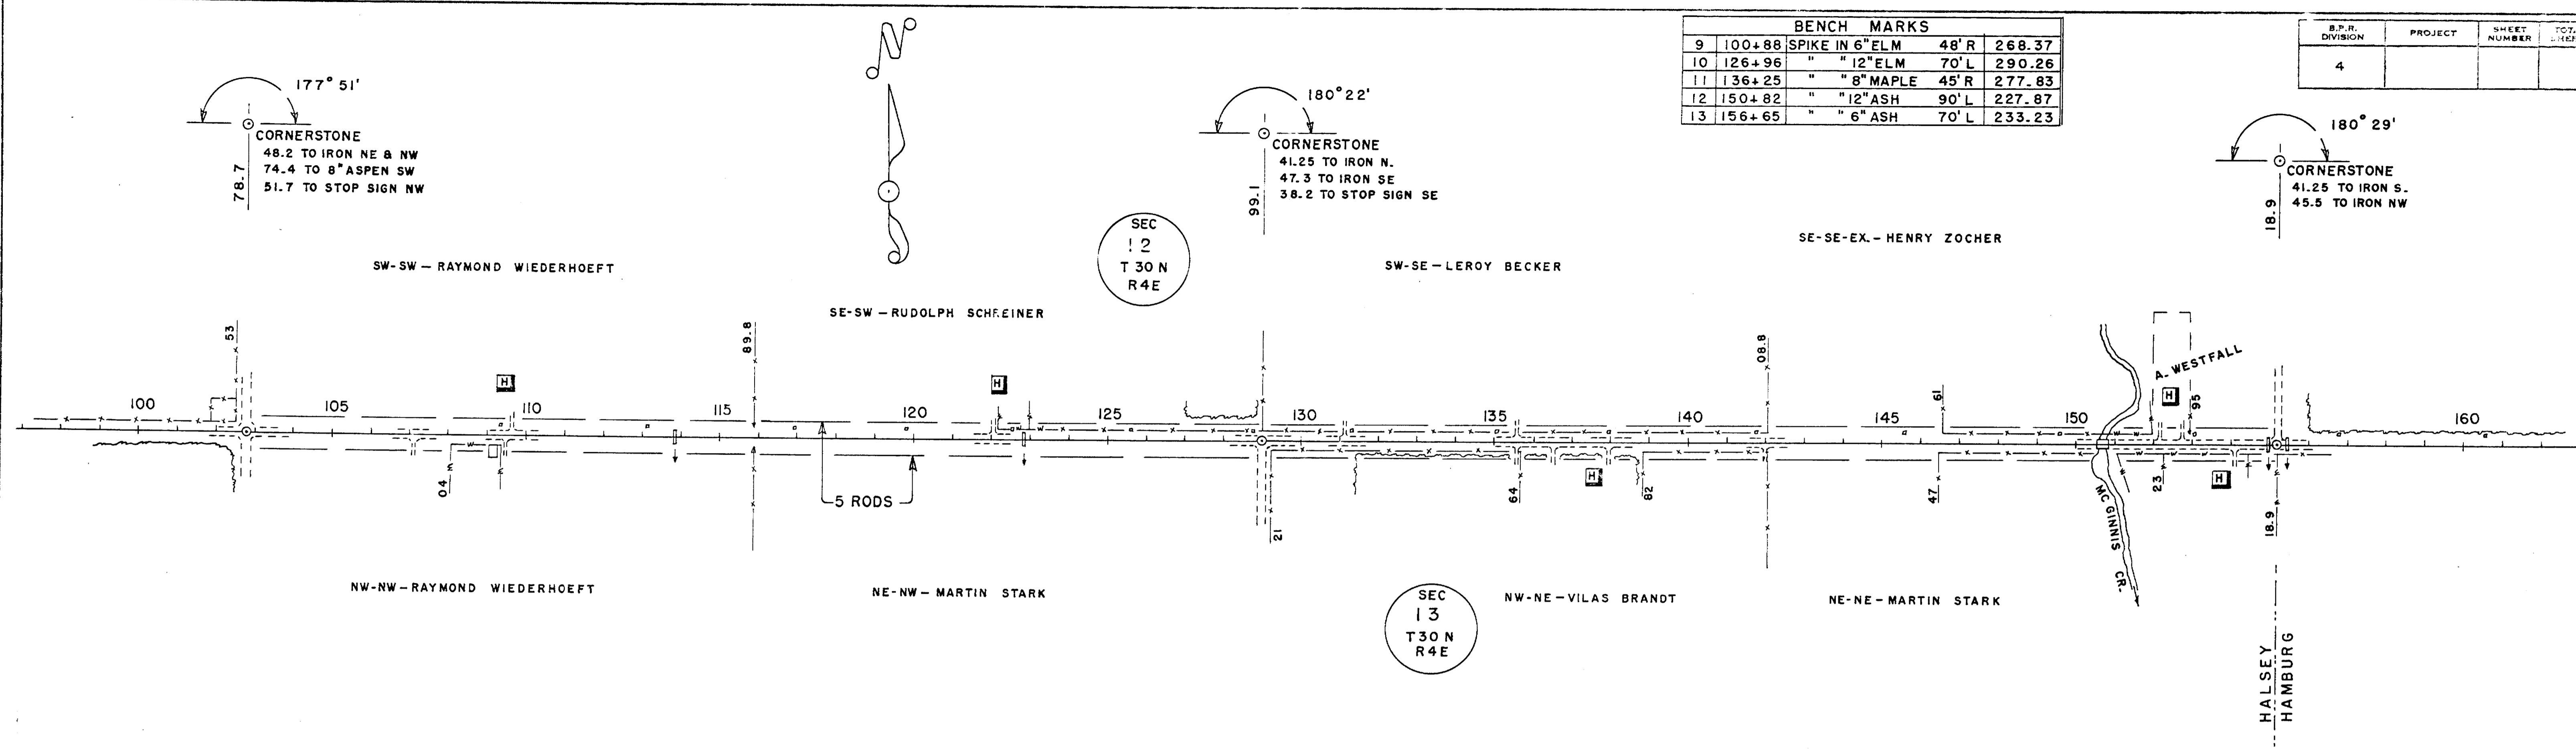 BENCH MARKS
9 100+88 SPIKE IN 6" ELM 48' R 268.37
10 126+96 " " 12" ELM 70' L 290.26
11 136+25 " " 8" MAPLE 45' R 277.83
12 150+82 " " 12" ASH 90' L 227.87
13 156+65 " " 6" ASH 70' L 233.23
B.P.R. DIVISION PROJECT SHEET NUMBER
4
N
S
177° 51'
CORNERSTONE
48.2 TO IRON NE & NW
74.4 TO 8" ASPEN SW
51.7 TO STOP SIGN NW
78.7
180° 22'
CORNERSTONE
41.25 TO IRON N.
47.3 TO IRON SE
38.2 TO STOP SIGN SE
99.1
180° 29'
CORNERSTONE
41.25 TO IRON S.
45.5 TO IRON NW
18.9
SEC
12
T 30 N
R4E
SW-SW — RAYMOND WIEDERHOEFT
SE-SW — RUDOLPH SCHREINER
SW-SE — LEROY BECKER
SE-SE-EX. — HENRY ZOCHER
53
89.8
08.8
61
A. WESTFALL
95
H
H
H
100 105 110 115 120 125 130 135 140 145 150 160
04
5 RODS
21
64
H
82
47
23
H
18.9
MC GINNIS CR.
NW-NW — RAYMOND WIEDERHOEFT
NE-NW — MARTIN STARK
NW-NE — VILAS BRANDT
NE-NE — MARTIN STARK
SEC
13
T30 N
R4E
HALSEY
HAMBURG